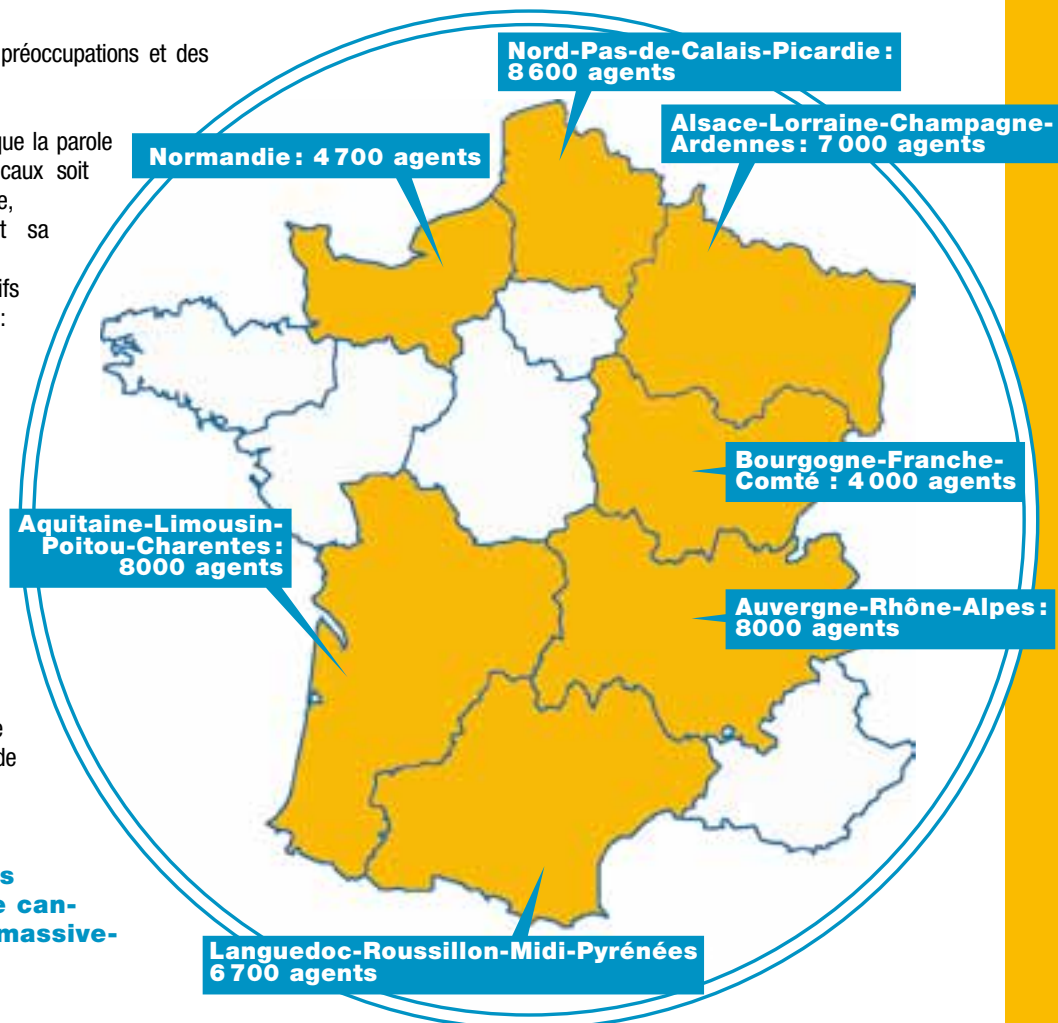 préoccupations et des
que la parole
caux soit
e,
t sa
ifs
:
e
de
s
e can-
massive-
Nord-Pas-de-Calais-Picardie :
8 600 agents
Alsace-Lorraine-Champagne-
Ardennes : 7 000 agents
Normandie : 4 700 agents
Bourgogne-Franche-
Comté : 4 000 agents
Aquitaine-Limousin-
Poitou-Charentes :
8000 agents
Auvergne-Rhône-Alpes :
8000 agents
Languedoc-Roussillon-Midi-Pyrénées
6 700 agents